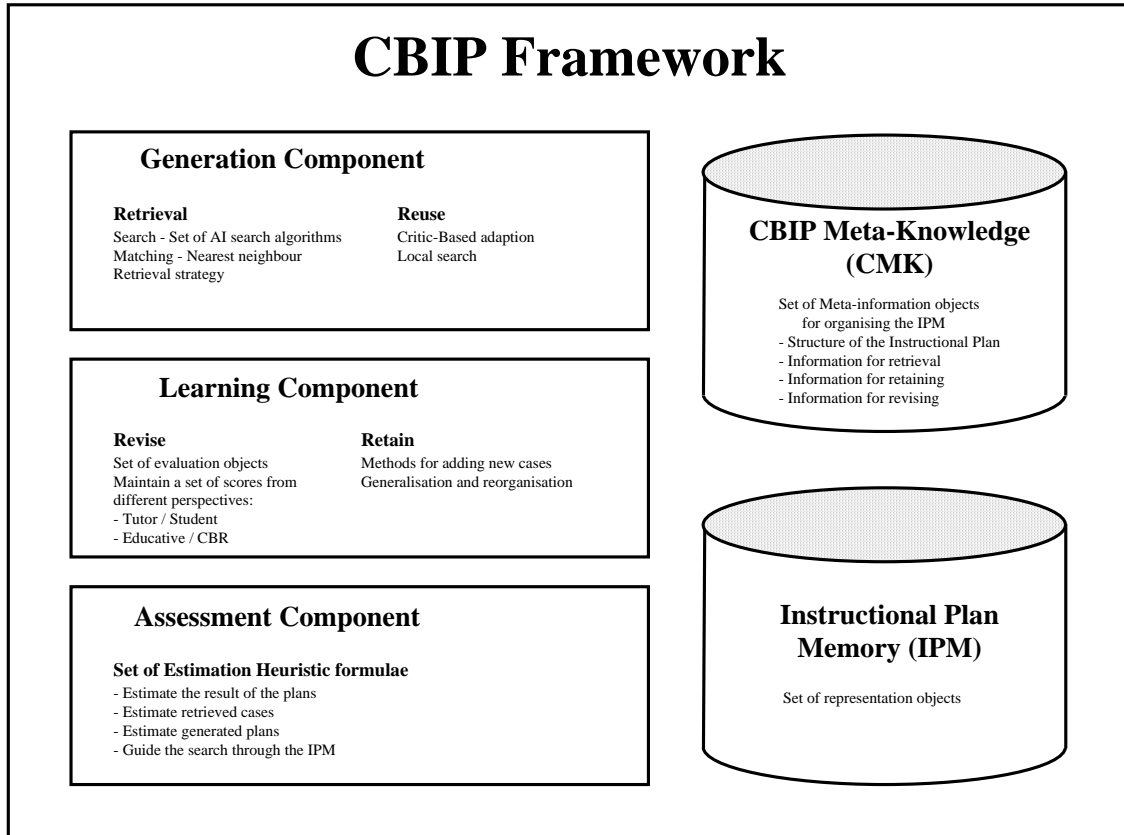 CBIP Framework
Generation Component
Retrieval
Search - Set of AI search algorithms
Matching - Nearest neighbour
Retrieval strategy
Reuse
Critic-Based adaption
Local search
Learning Component
Revise
Set of evaluation objects
Maintain a set of scores from
different perspectives:
- Tutor / Student
- Educative / CBR
Retain
Methods for adding new cases
Generalisation and reorganisation
Assessment Component
Set of Estimation Heuristic formulae
- Estimate the result of the plans
- Estimate retrieved cases
- Estimate generated plans
- Guide the search through the IPM
CBIP Meta-Knowledge
(CMK)
Set of Meta-information objects
for organising the IPM
- Structure of the Instructional Plan
- Information for retrieval
- Information for retaining
- Information for revising
Instructional Plan
Memory (IPM)
Set of representation objects